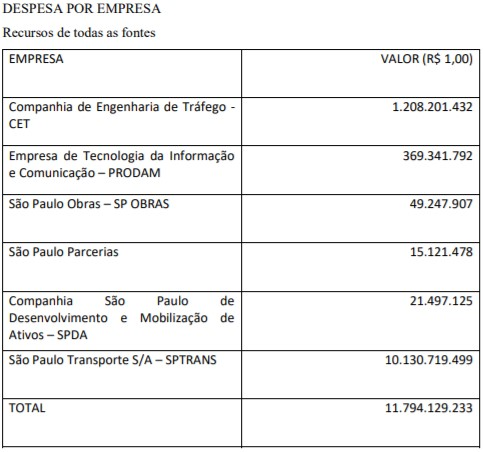 DESPESA POR EMPRESA
Recursos de todas as fontes
EMPRESA VALOR (R$ 1,00)
Companhia de Engenharia de Tráfego - 1.208.201.432
CET
Empresa de Tecnologia da Informação 369.341.792
e Comunicação – PRODAM
São Paulo Obras – SP OBRAS 49.247.907
São Paulo Parcerias 15.121.478
Companhia São Paulo de 21.497.125
Desenvolvimento e Mobilização de
Ativos – SPDA
São Paulo Transporte S/A – SPTRANS 10.130.719.499
TOTAL 11.794.129.233